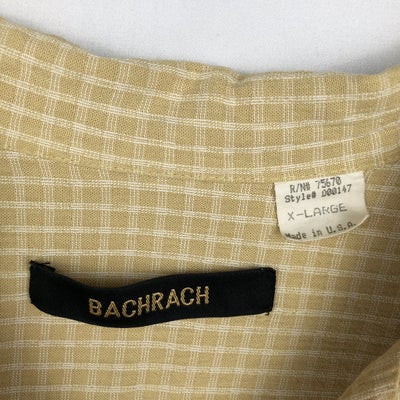 R/N# 75670
Style# D00147
X-LARGE
Made in U.S.A.
BACHRACH